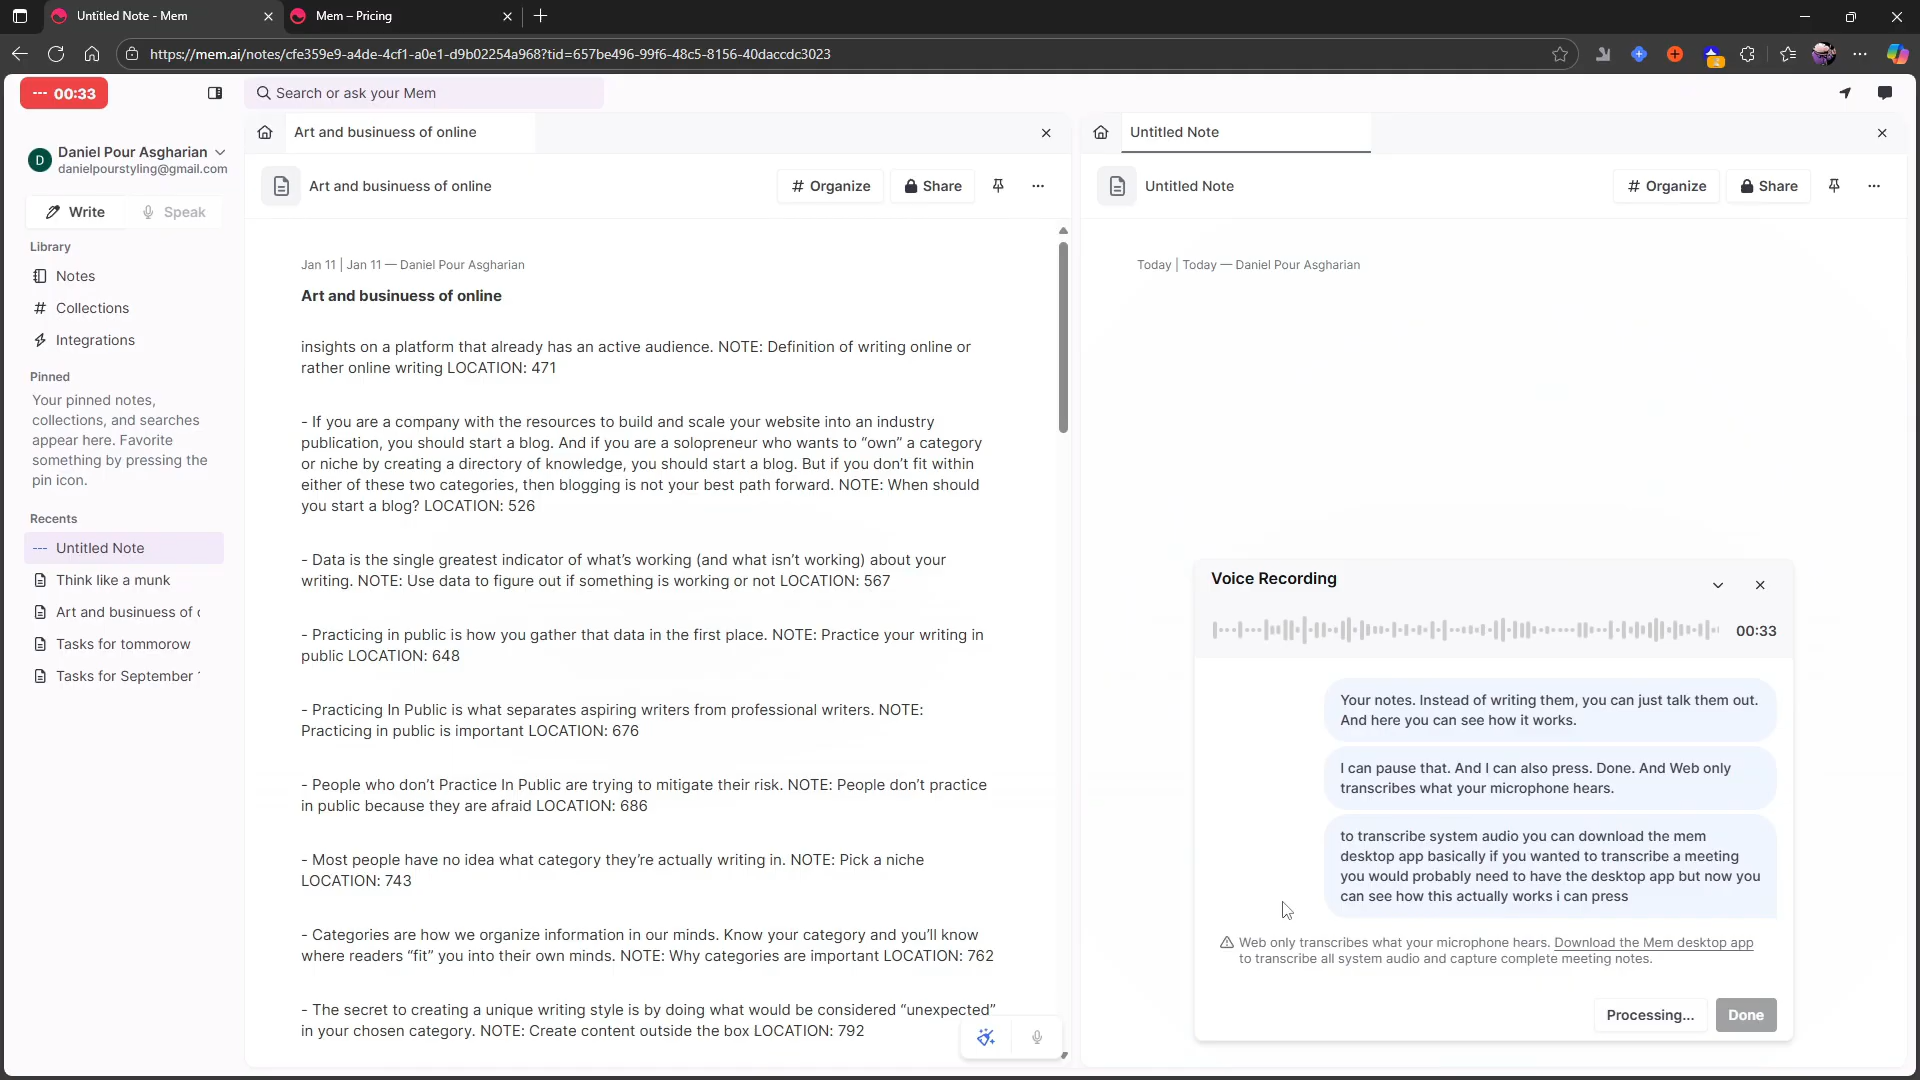 Untitled Note - Mem
Mem – Pricing
https://mem.ai/notes/cfe359e9-a4de-4cf1-a0e1-d9b02254a968?tid=657be496-99f6-48c5-8156-40daccdc3023
00:33
Search or ask your Mem
D
Daniel Pour Asgharian
danielpourstyling@gmail.com
Write
Speak
Library
Notes
Collections
Integrations
Pinned
Your pinned notes,
collections, and searches
appear here. Favorite
something by pressing the
pin icon.
Recents
Untitled Note
Think like a munk
Art and businuess of
Tasks for tommorow
Tasks for September
Art and businuess of online
Art and businuess of online
# Organize
Share
Jan 11 | Jan 11 — Daniel Pour Asgharian
Art and businuess of online
insights on a platform that already has an active audience. NOTE: Definition of writing online or
rather online writing LOCATION: 471
- If you are a company with the resources to build and scale your website into an industry
publication, you should start a blog. And if you are a solopreneur who wants to “own” a category
or niche by creating a directory of knowledge, you should start a blog. But if you don’t fit within
either of these two categories, then blogging is not your best path forward. NOTE: When should
you start a blog? LOCATION: 526
- Data is the single greatest indicator of what’s working (and what isn’t working) about your
writing. NOTE: Use data to figure out if something is working or not LOCATION: 567
- Practicing in public is how you gather that data in the first place. NOTE: Practice your writing in
public LOCATION: 648
- Practicing In Public is what separates aspiring writers from professional writers. NOTE:
Practicing in public is important LOCATION: 676
- People who don’t Practice In Public are trying to mitigate their risk. NOTE: People don’t practice
in public because they are afraid LOCATION: 686
- Most people have no idea what category they’re actually writing in. NOTE: Pick a niche
LOCATION: 743
- Categories are how we organize information in our minds. Know your category and you’ll know
where readers “fit” you into their own minds. NOTE: Why categories are important LOCATION: 762
- The secret to creating a unique writing style is by doing what would be considered “unexpected”
in your chosen category. NOTE: Create content outside the box LOCATION: 792
Untitled Note
Untitled Note
# Organize
Share
Today | Today — Daniel Pour Asgharian
Voice Recording
00:33
Your notes. Instead of writing them, you can just talk them out.
And here you can see how it works.
I can pause that. And I can also press. Done. And Web only
transcribes what your microphone hears.
to transcribe system audio you can download the mem
desktop app basically if you wanted to transcribe a meeting
you would probably need to have the desktop app but now you
can see how this actually works i can press
Web only transcribes what your microphone hears. Download the Mem desktop app
to transcribe all system audio and capture complete meeting notes.
Processing...
Done